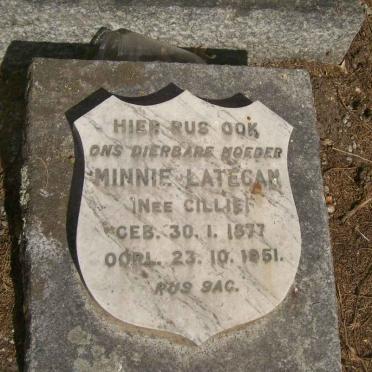 HIER RUS OOK
ONS DIERBARE MOEDER
MINNIE LATEGAN
(NEE CILLIE)
GEB. 30. 1. 1877
OORL. 23. 10. 1951.
RUS SAG.